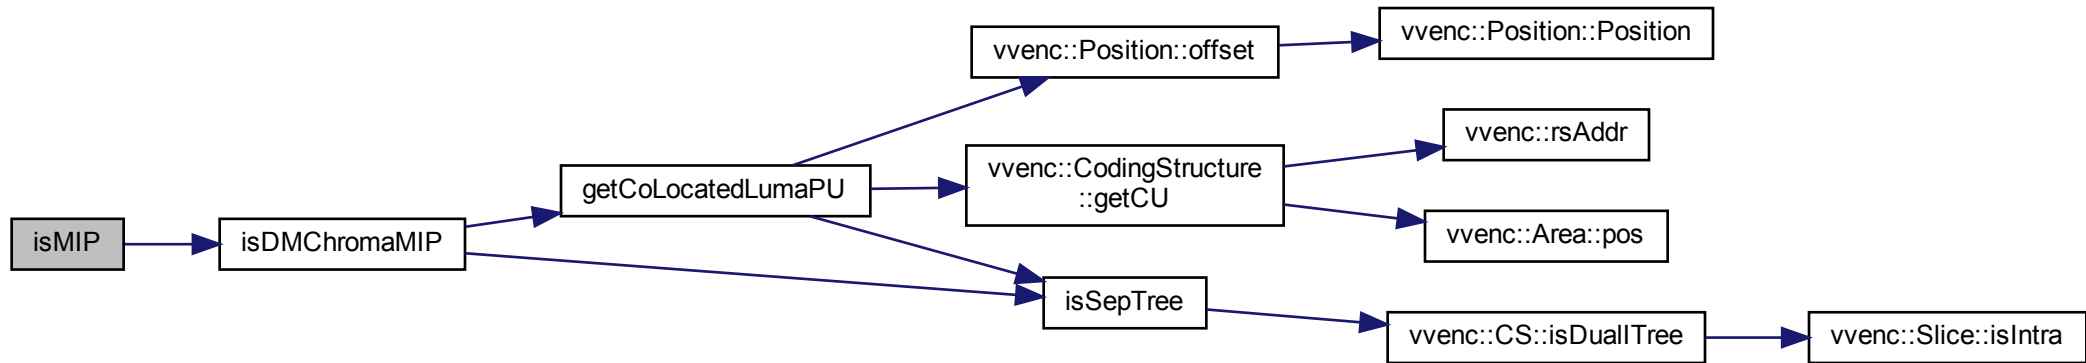 isMIP
isDMChromaMIP
getCoLocatedLumaPU
vvenc::Position::offset
vvenc::Position::Position
vvenc::CodingStructure
::getCU
vvenc::rsAddr
vvenc::Area::pos
isSepTree
vvenc::CS::isDualITree
vvenc::Slice::isIntra